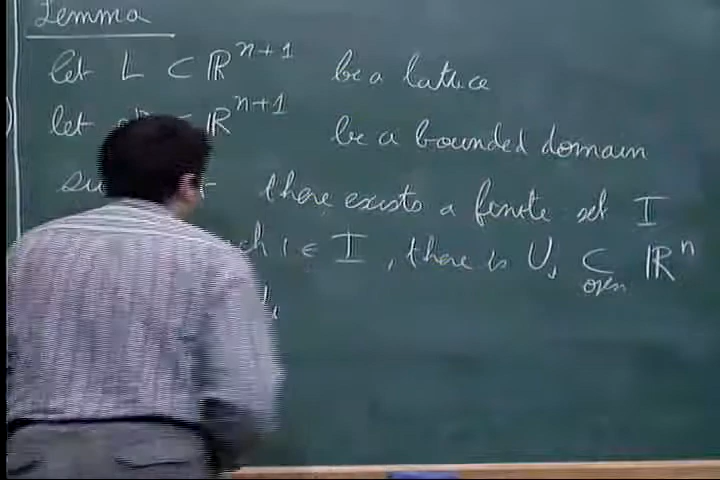 Lemma
let L ⊂ ℝ^{n+1} be a lattice
let ℝ^{n+1} be a bounded domain
there exists a finite set I
i ∈ I, there is U_i ⊂_{open} ℝ^n